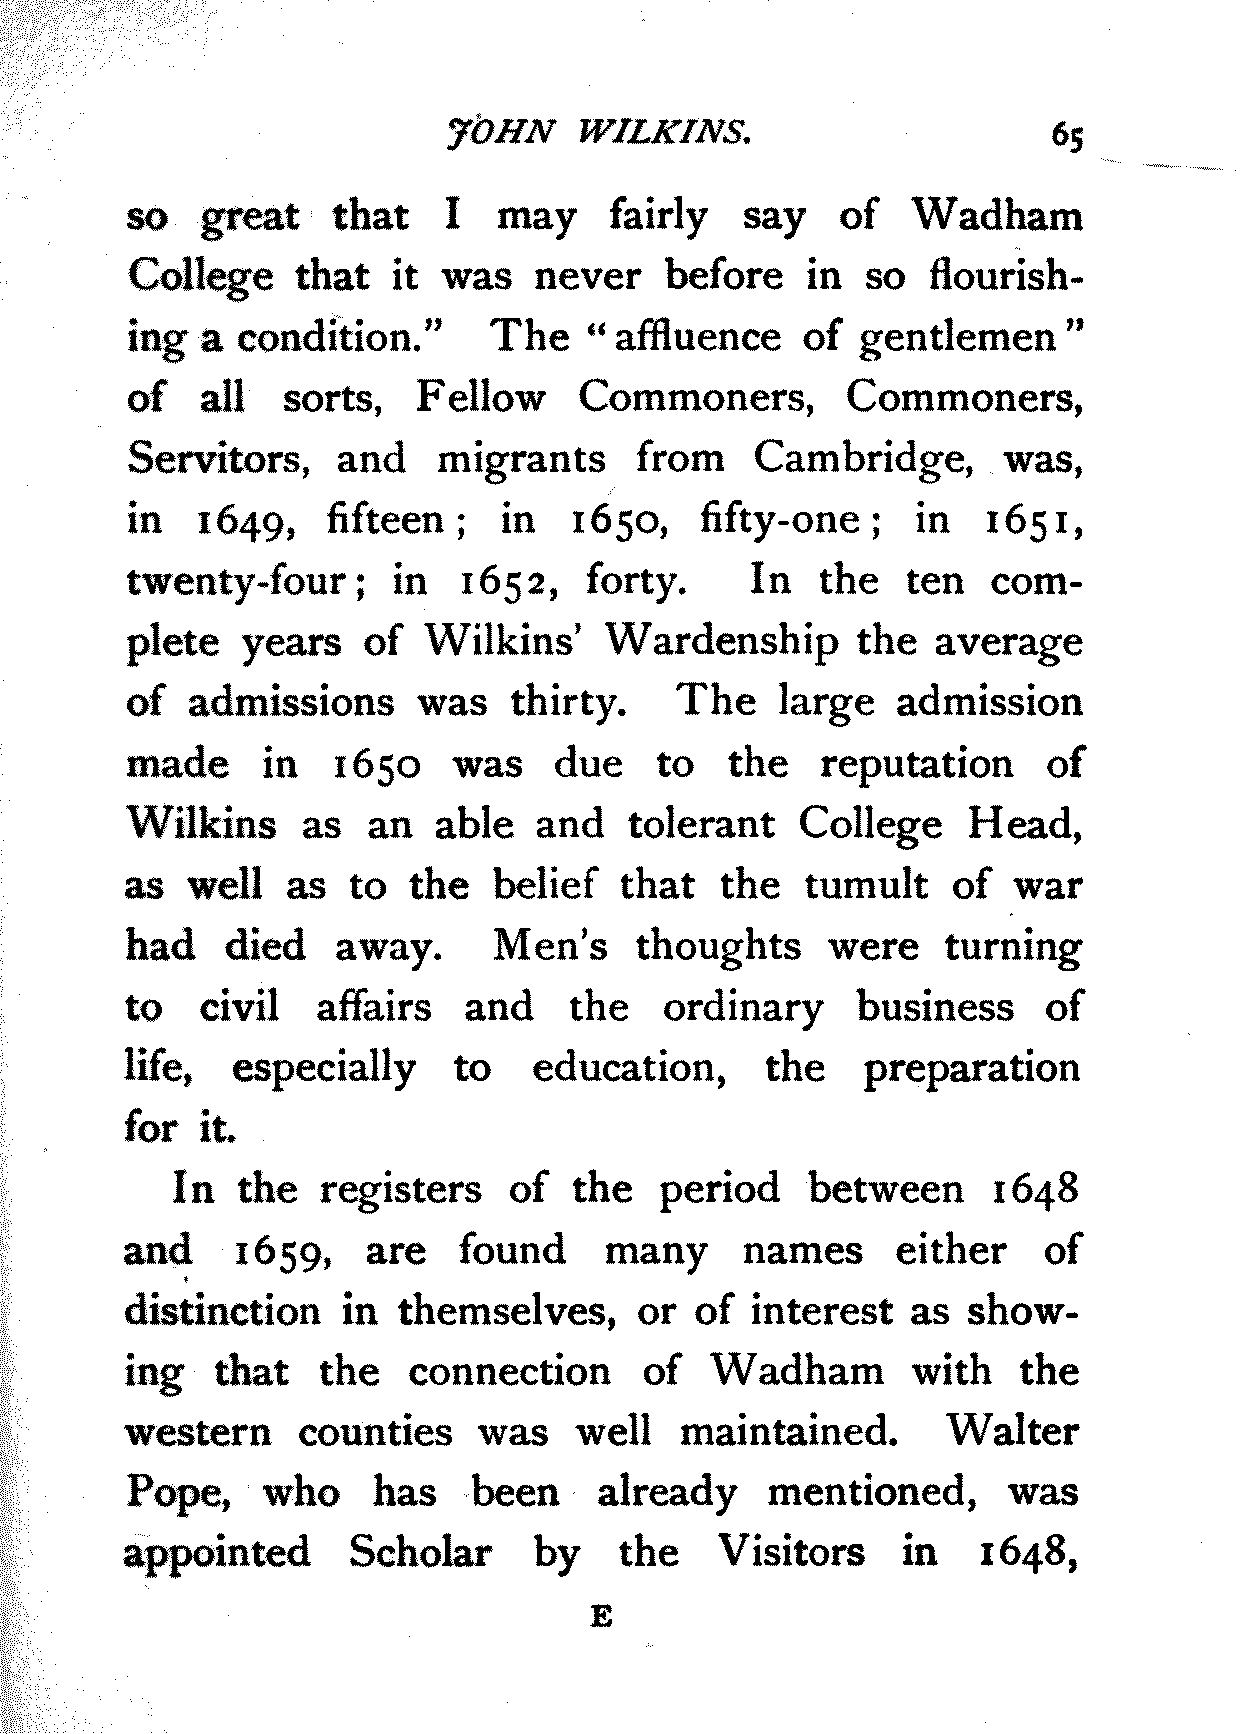 JOHN WILKINS. 65
so great that I may fairly say of Wadham
College that it was never before in so flourish-
ing a condition." The "affluence of gentlemen"
of all sorts, Fellow Commoners, Commoners,
Servitors, and migrants from Cambridge, was,
in 1649, fifteen; in 1650, fifty-one; in 1651,
twenty-four; in 1652, forty. In the ten com-
plete years of Wilkins' Wardenship the average
of admissions was thirty. The large admission
made in 1650 was due to the reputation of
Wilkins as an able and tolerant College Head,
as well as to the belief that the tumult of war
had died away. Men's thoughts were turning
to civil affairs and the ordinary business of
life, especially to education, the preparation
for it.
In the registers of the period between 1648
and 1659, are found many names either of
distinction in themselves, or of interest as show-
ing that the connection of Wadham with the
western counties was well maintained. Walter
Pope, who has been already mentioned, was
appointed Scholar by the Visitors in 1648,
E